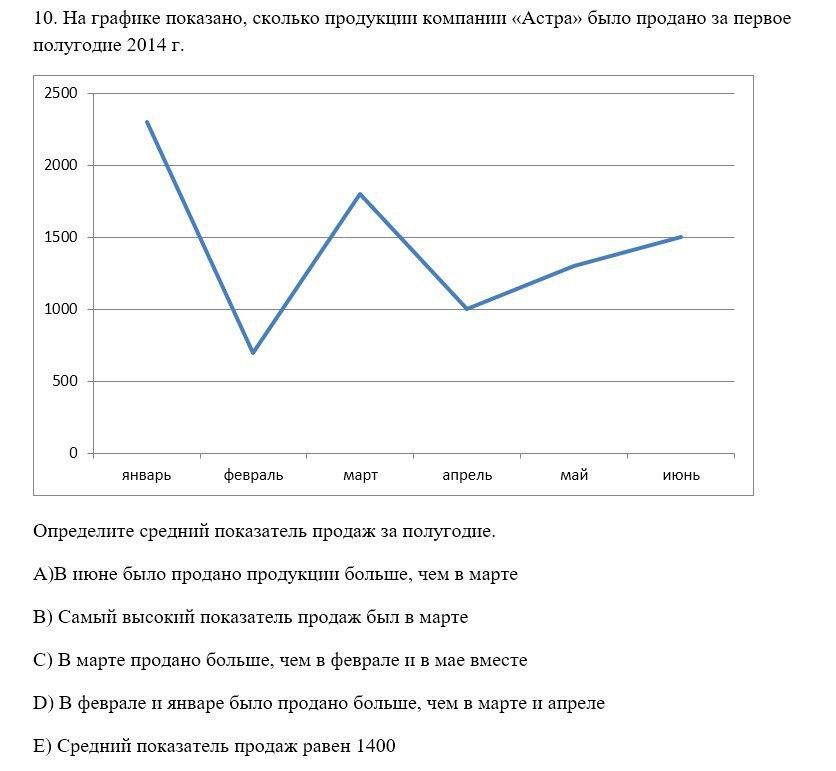 10. На графике показано, сколько продукции компании «Астра» было продано за первое
полугодие 2014 г.
2500
2000
1500
1000
500
0
январь февраль март апрель май июнь
Определите средний показатель продаж за полугодие.
A)В июне было продано продукции больше, чем в марте
B) Самый высокий показатель продаж был в марте
C) В марте продано больше, чем в феврале и в мае вместе
D) В феврале и январе было продано больше, чем в марте и апреле
E) Средний показатель продаж равен 1400